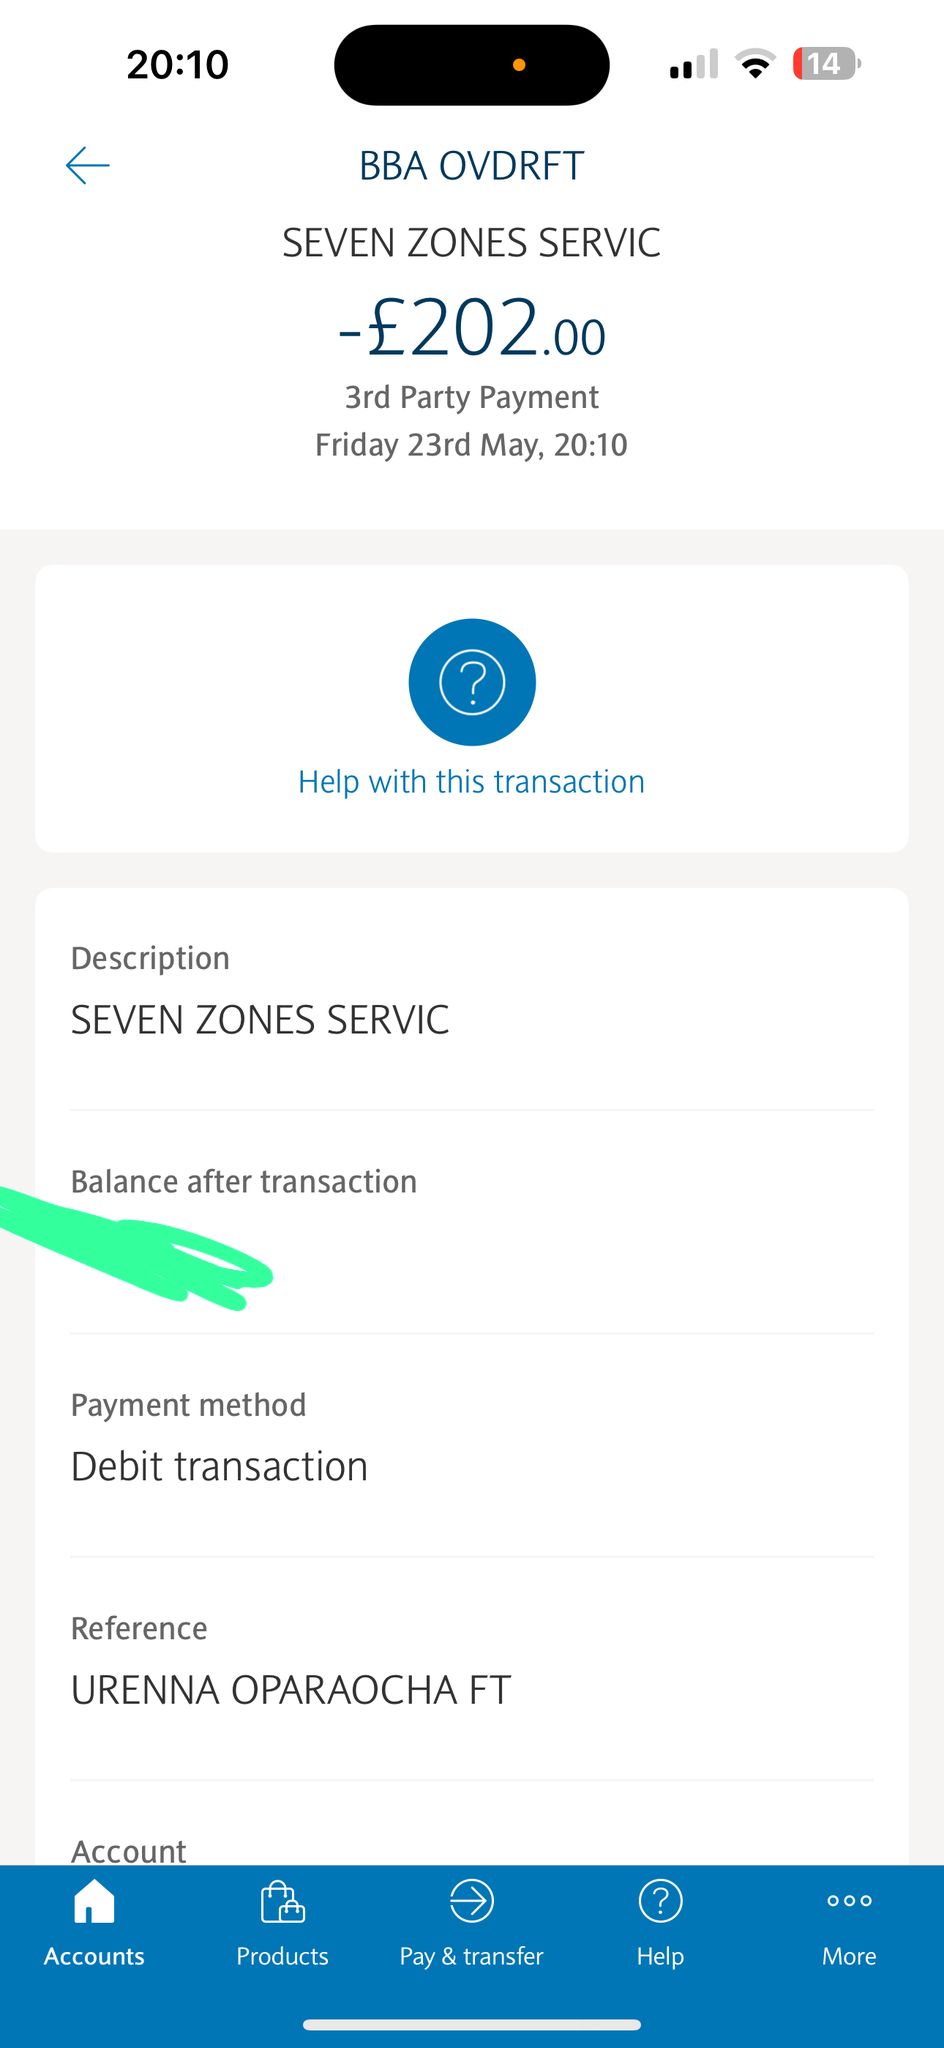 20:10
14
BBA OVDRFT
SEVEN ZONES SERVIC
-£202.00
3rd Party Payment
Friday 23rd May, 20:10
Help with this transaction
Description
SEVEN ZONES SERVIC
Balance after transaction
Payment method
Debit transaction
Reference
URENNA OPARAOCHA FT
Account
Accounts
Products
Pay & transfer
Help
More